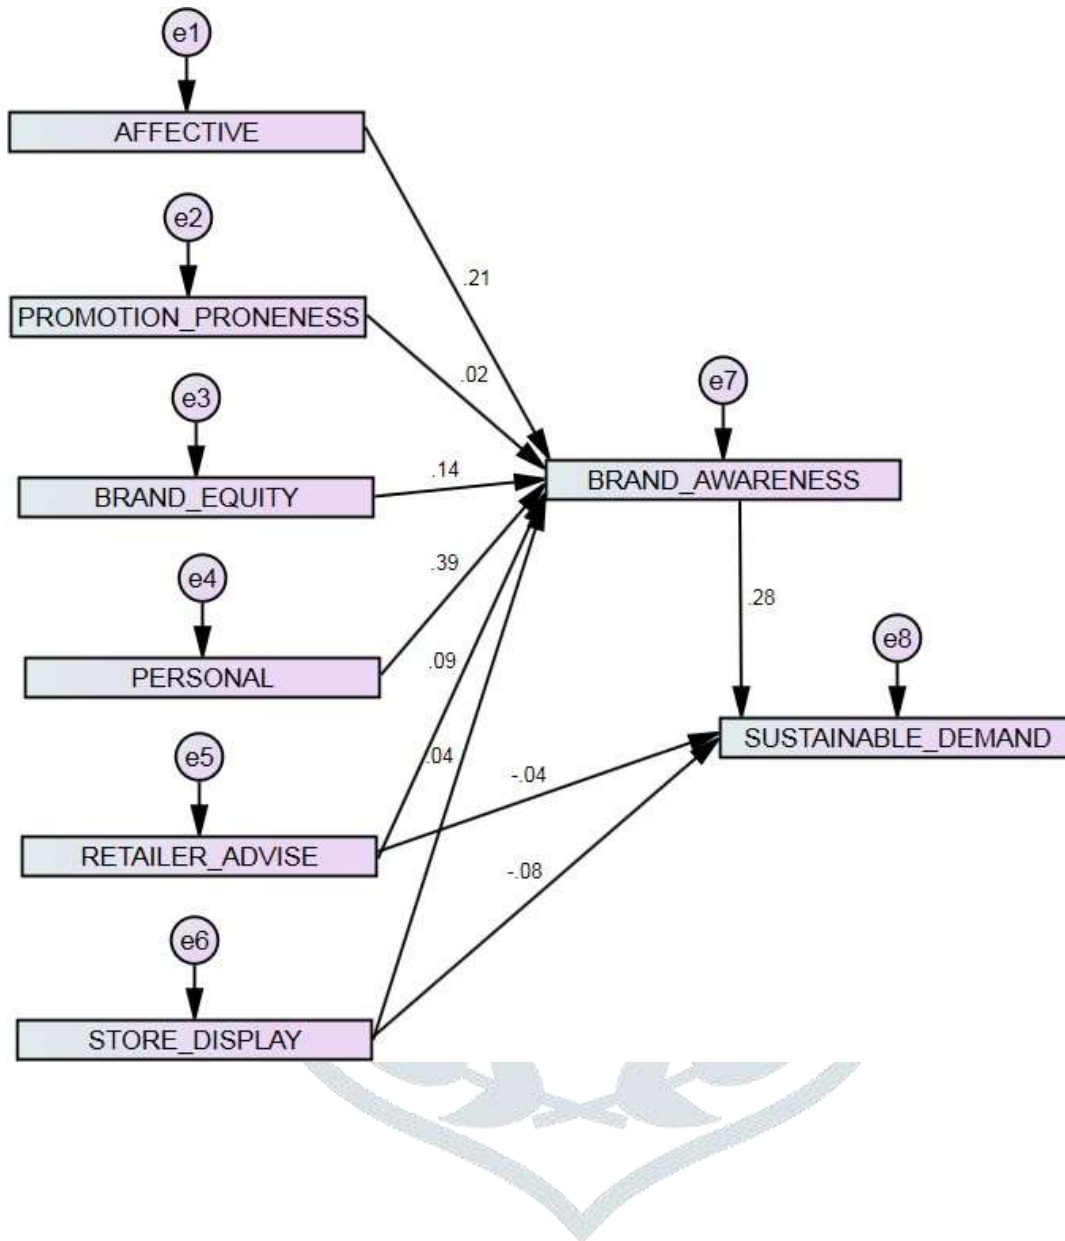 e1
AFFECTIVE
e2
PROMOTION_PRONENESS
.21
.02
e3
BRAND_EQUITY
.14
e7
BRAND_AWARENESS
e4
PERSONAL
.39
.28
.09
e8
SUSTAINABLE_DEMAND
e5
RETAILER_ADVISE
.04
-.04
-.08
e6
STORE_DISPLAY